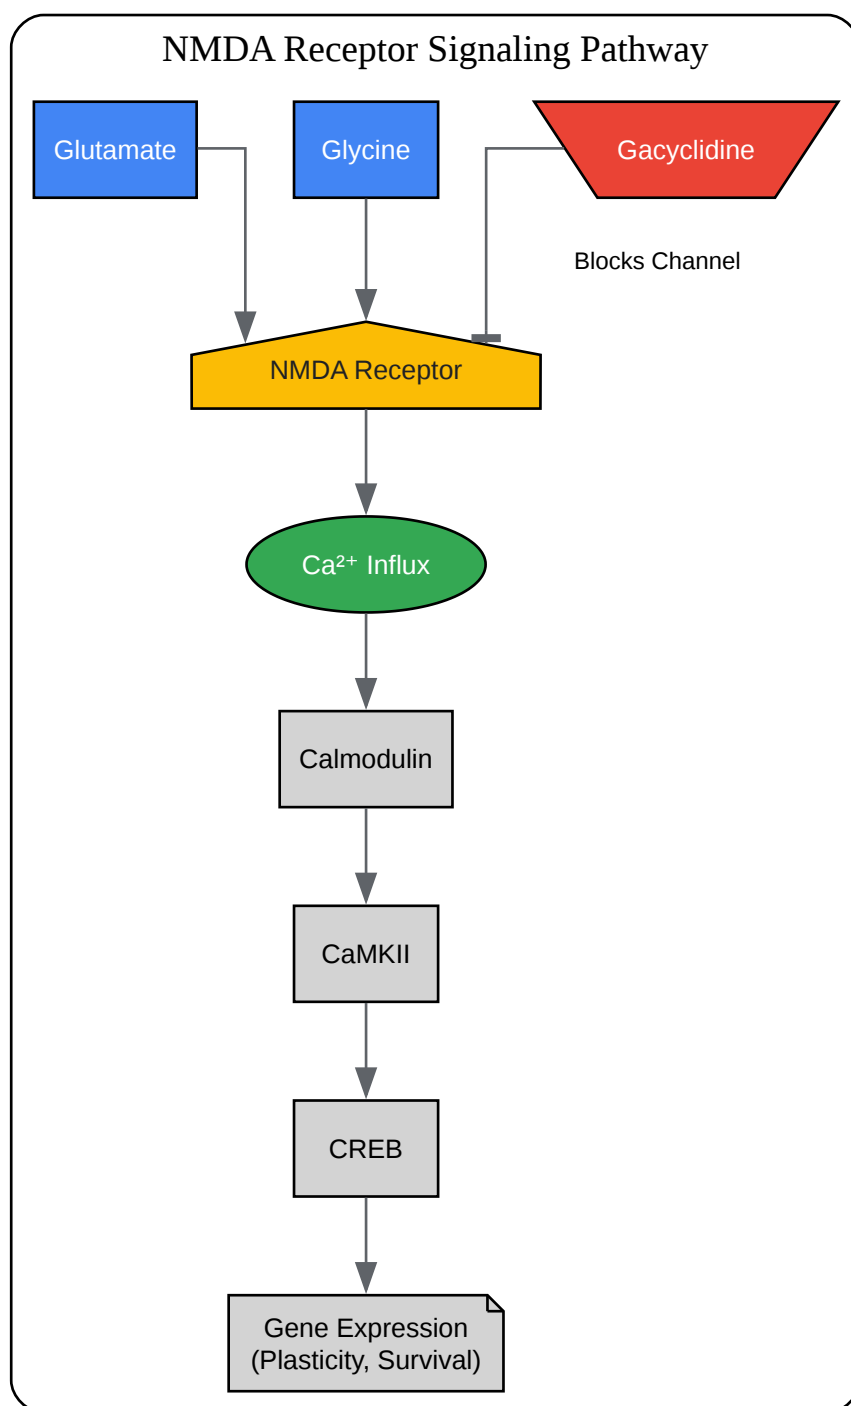 NMDA Receptor Signaling Pathway
Glutamate
Glycine
Gacyclidine
Blocks Channel
NMDA Receptor
Ca²⁺ Influx
Calmodulin
CaMKII
CREB
Gene Expression
(Plasticity, Survival)